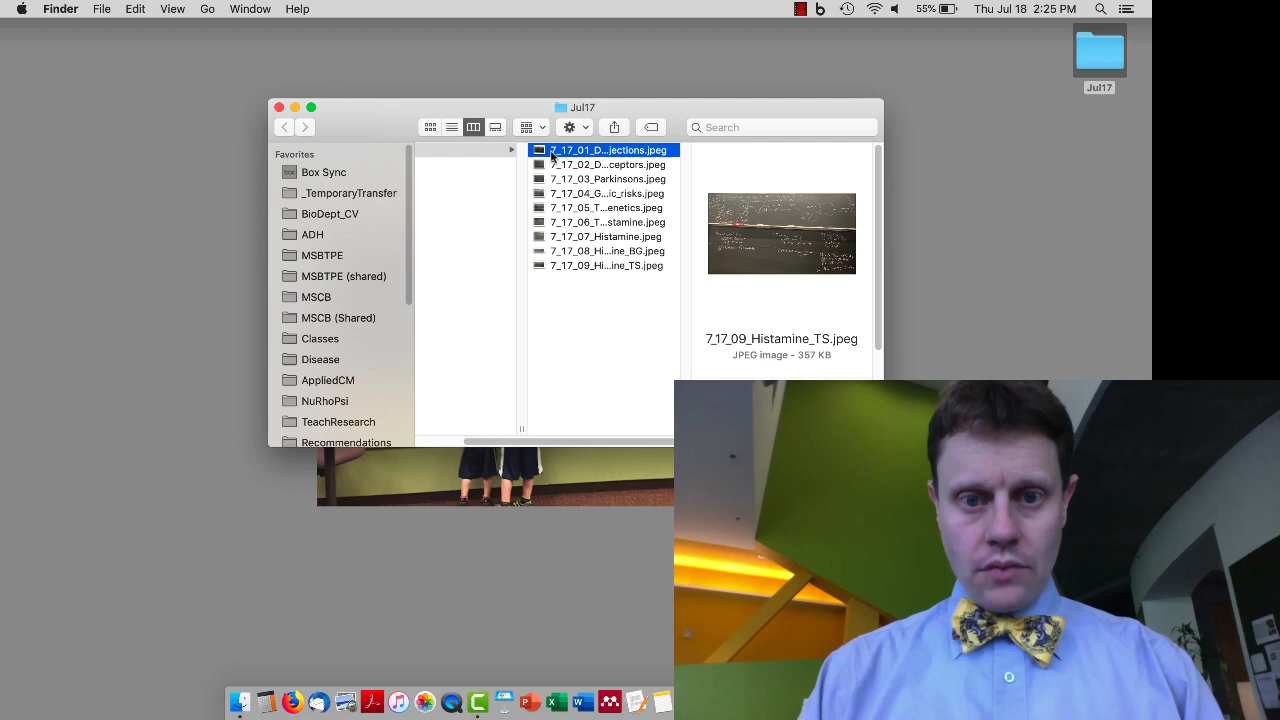 Finder File Edit View Go Window Help
55% Thu Jul 18 2:25 PM
Jul17
Jul17
Search
Favorites
Box Sync
_TemporaryTransfer
BioDept_CV
ADH
MSBTPE
MSBTPE (shared)
MSCB
MSCB (Shared)
Classes
Disease
AppliedCM
NuRhoPsi
TeachResearch
Recommendations
7_17_01_D...jections.jpeg
7_17_02_D...ceptors.jpeg
7_17_03_Parkinsons.jpeg
7_17_04_G...ic_risks.jpeg
7_17_05_T...enetics.jpeg
7_17_06_T...stamine.jpeg
7_17_07_Histamine.jpeg
7_17_08_Hi...ine_BG.jpeg
7_17_09_Hi...ine_TS.jpeg
7_17_09_Histamine_TS.jpeg
JPEG image - 357 KB